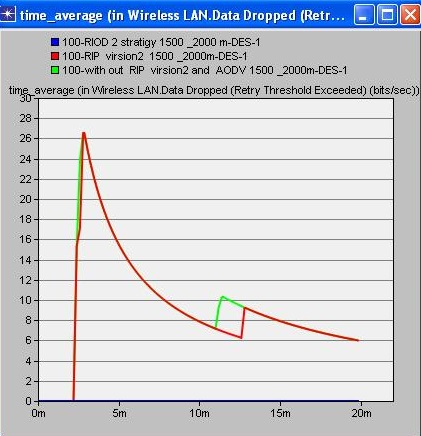 time_average (in Wireless LAN.Data Dropped (Retr...
100-RIOD 2 stratigy 1500 _2000 m-DES-1
100-RIP virsion2 1500 _2000m-DES-1
100-with out RIP virsion2 and AODV 1500 _2000m-DES-1
time_average (in Wireless LAN.Data Dropped (Retry Threshold Exceeded) (bits/sec))
30
28
26
24
22
20
18
16
14
12
10
8
6
4
2
0
0m 5m 10m 15m 20m